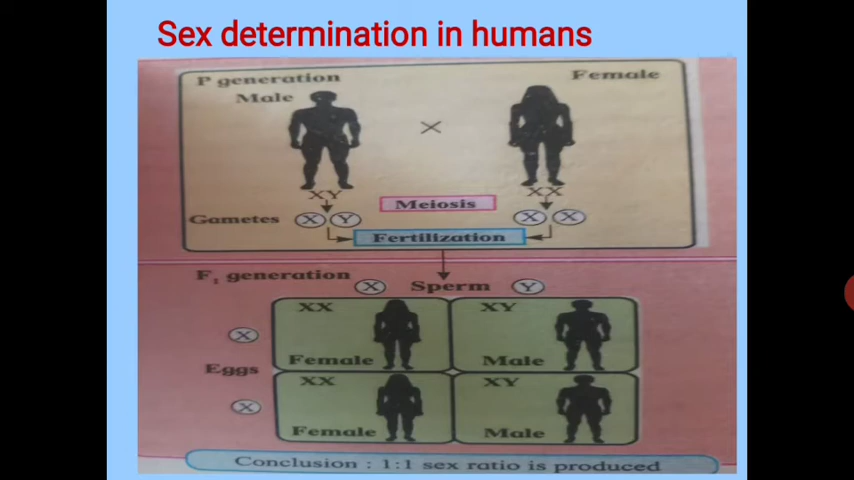 Sex determination in humans
P generation
Male
Female
×
XY
XX
Meiosis
Gametes X Y X X
Fertilization
F₁ generation
X Sperm Y
XX XY
X
Female Male
Eggs
XX XY
X
Female Male
Conclusion : 1:1 sex ratio is produced